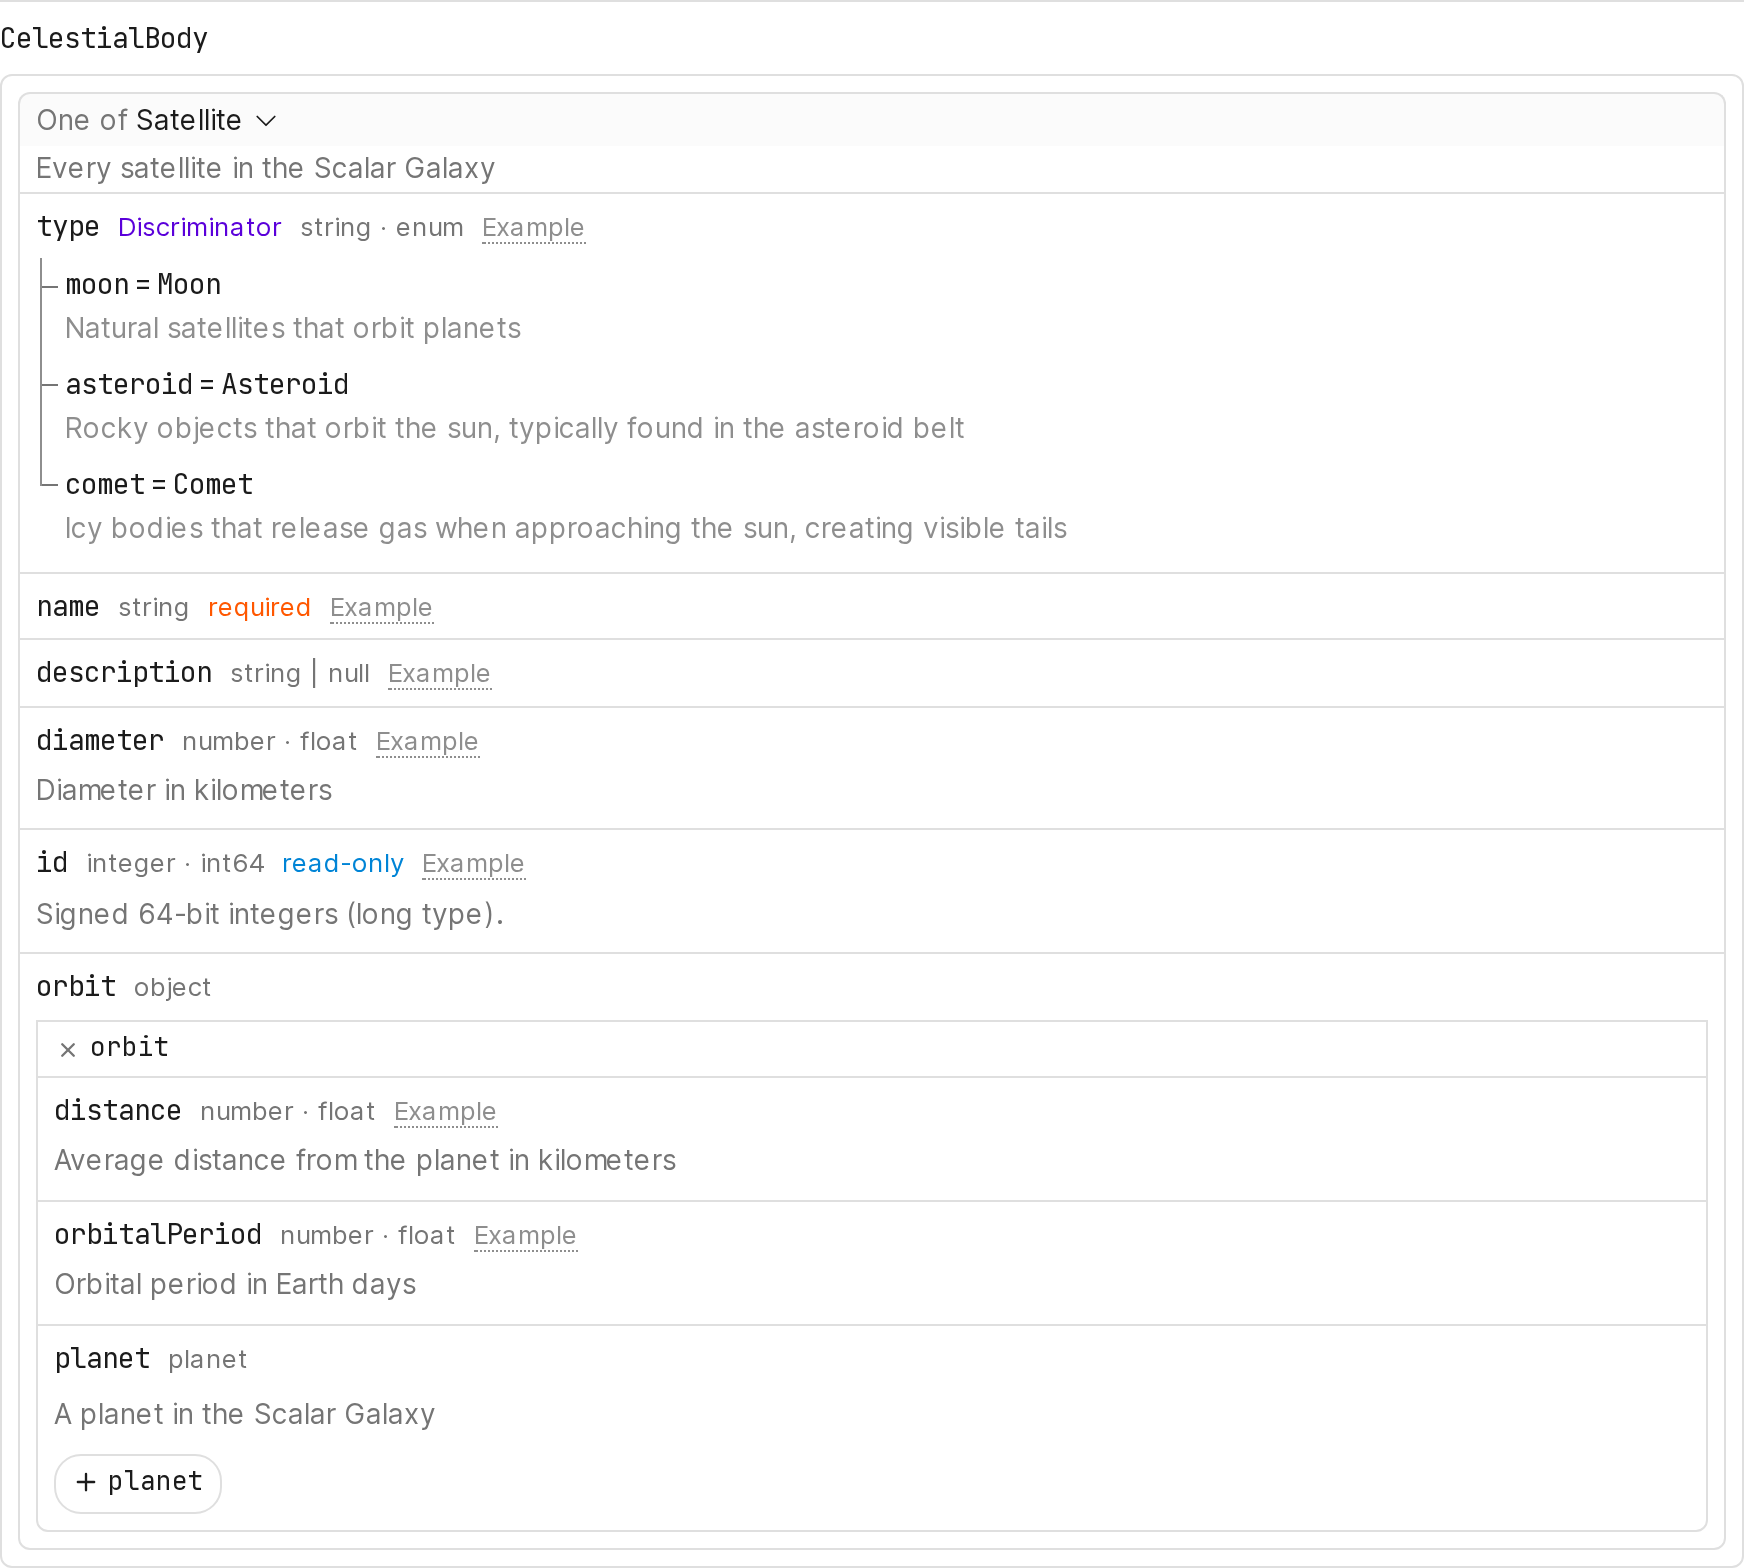 CelestialBody
One of Satellite
Every satellite in the Scalar Galaxy
type Discriminator string · enum Example
moon = Moon
Natural satellites that orbit planets
asteroid = Asteroid
Rocky objects that orbit the sun, typically found in the asteroid belt
comet = Comet
Icy bodies that release gas when approaching the sun, creating visible tails
name string required Example
description string | null Example
diameter number · float Example
Diameter in kilometers
id integer · int64 read-only Example
Signed 64-bit integers (long type).
orbit object
× orbit
distance number · float Example
Average distance from the planet in kilometers
orbitalPeriod number · float Example
Orbital period in Earth days
planet planet
A planet in the Scalar Galaxy
+ planet